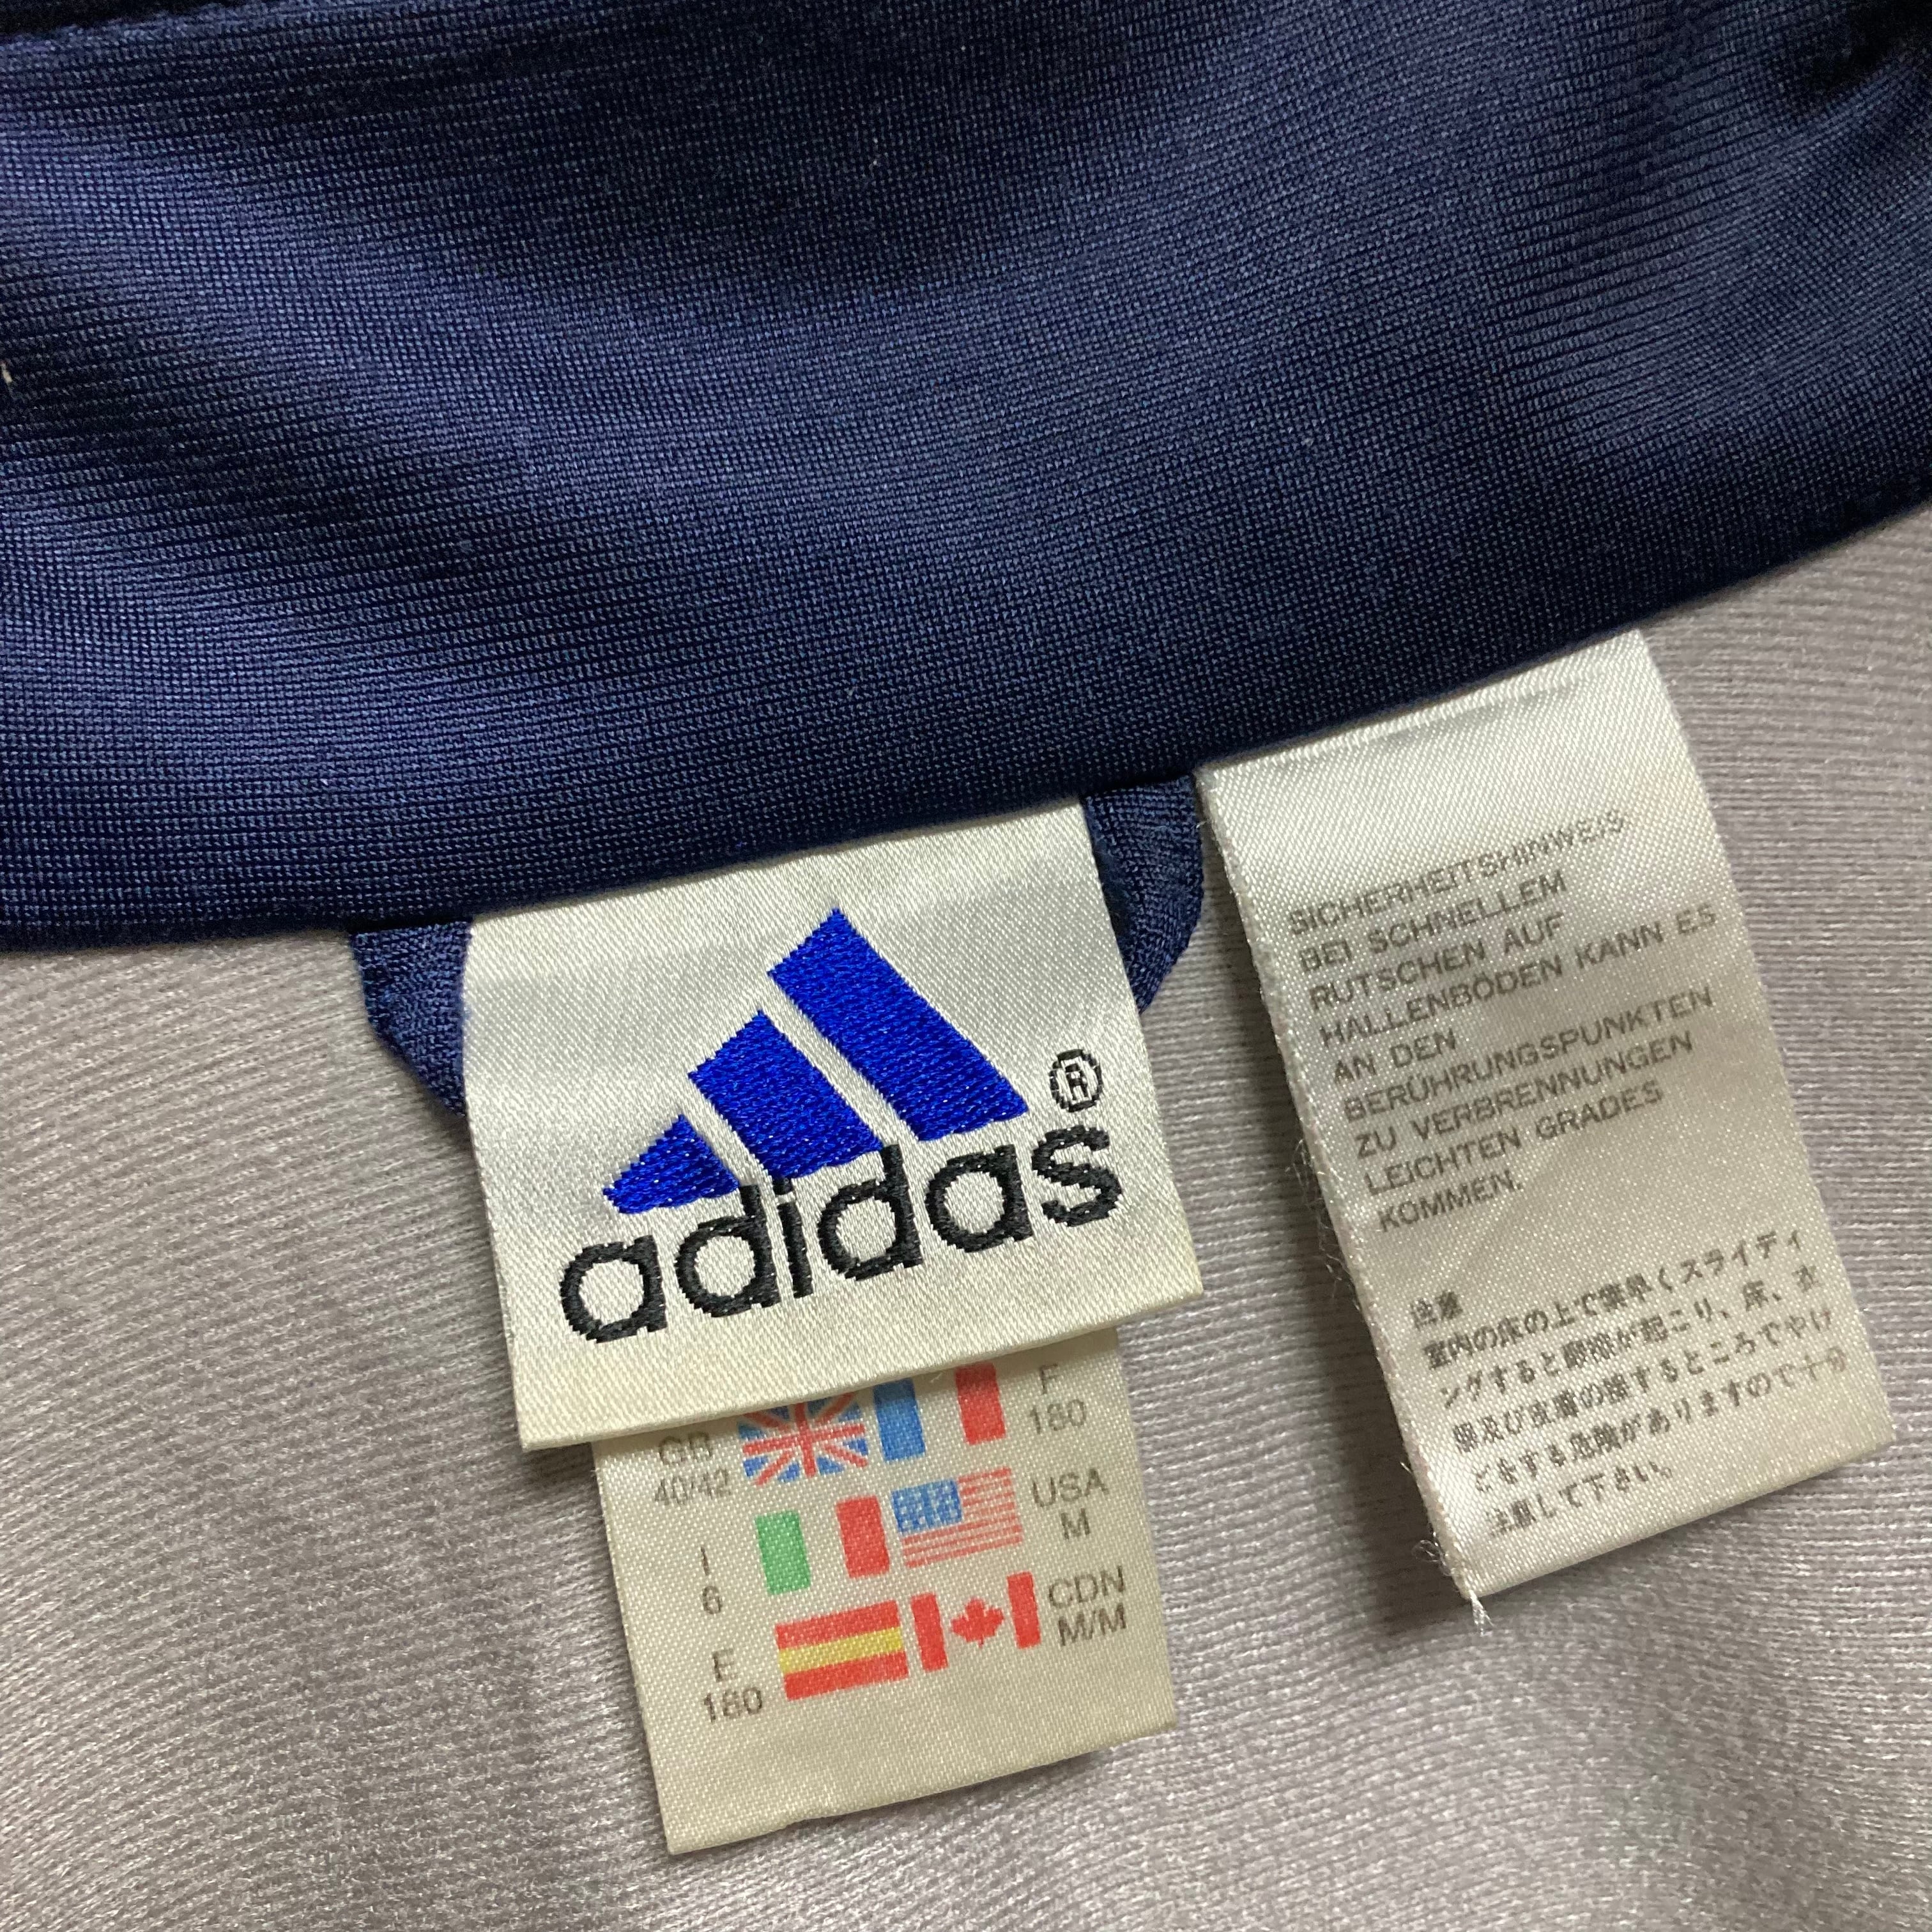 adidas®
GB
40/42
F
180
I
6
USA
M
E
180
CDN
M/M
SICHERHEITSHINWEIS
BEI SCHNELLEM
RUTSCHEN AUF
HALLENBÖDEN KANN ES
AN DEN
BERÜHRUNGSPUNKTEN
ZU VERBRENNUNGEN
LEICHTEN GRADES
KOMMEN.
注意
室内の床の上で素早くスライディ
ングすると摩擦が起こり、床、衣
服及び皮膚の接するところでやけ
どをする危険がありますので十分
注意して下さい。